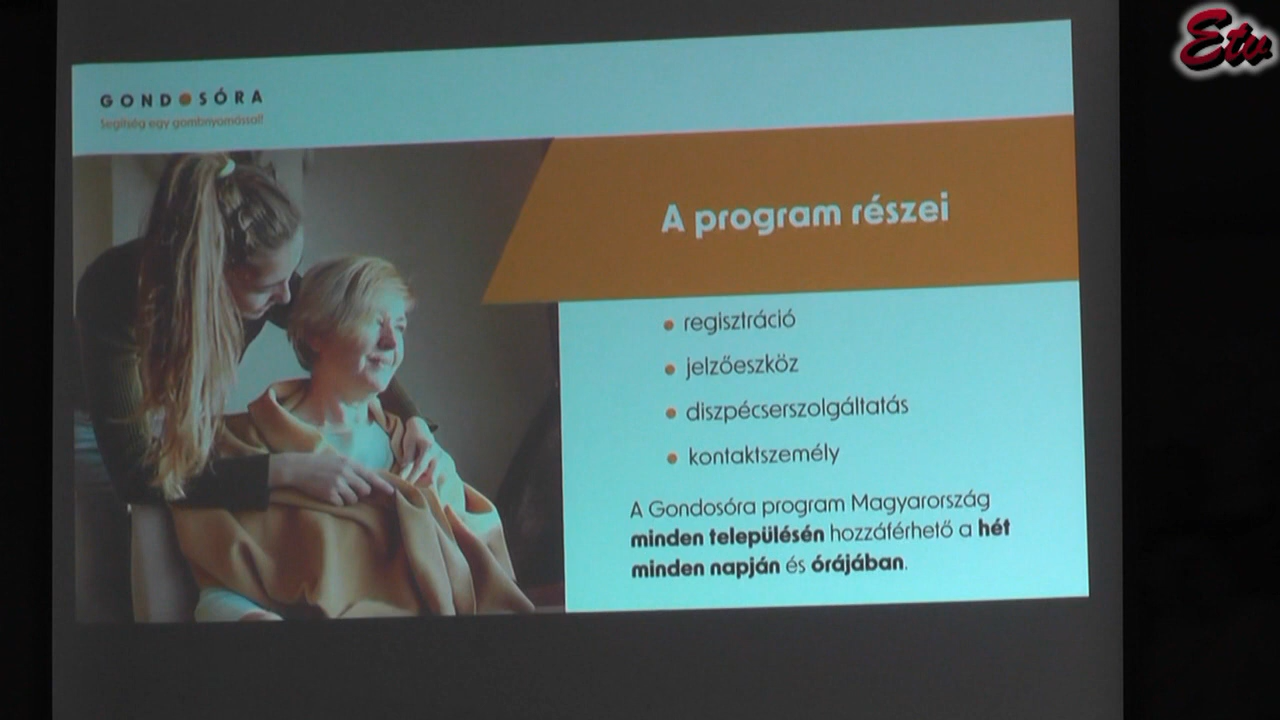 GONDOSÓRA
Segítség egy gombnyomással!
A program részei
regisztráció
jelzőeszköz
diszpécserszolgáltatás
kontaktszemély
A Gondosóra program Magyarország
minden településén hozzáférhető a hét
minden napján és órájában.
Etv